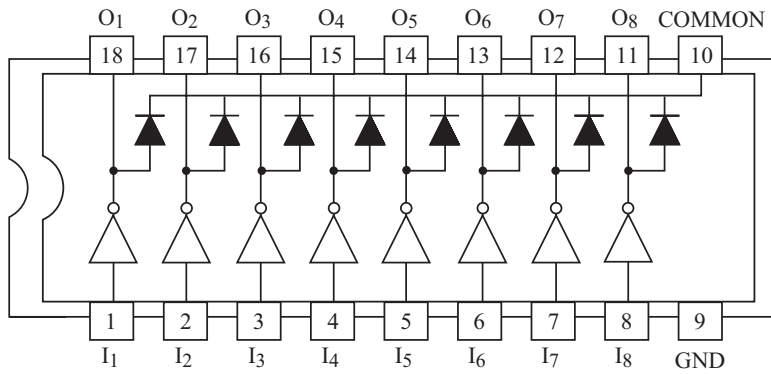 O1 O2 O3 O4 O5 O6 O7 O8 COMMON
18 17 16 15 14 13 12 11 10
1 2 3 4 5 6 7 8 9
I1 I2 I3 I4 I5 I6 I7 I8 GND